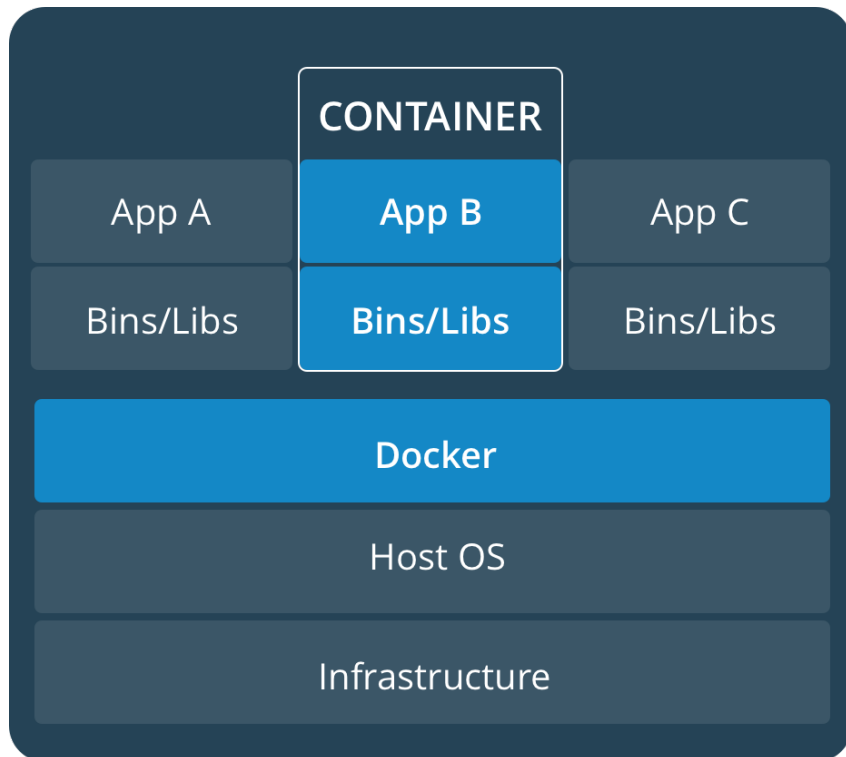 CONTAINER
App A
App B
App C
Bins/Libs
Bins/Libs
Bins/Libs
Docker
Host OS
Infrastructure